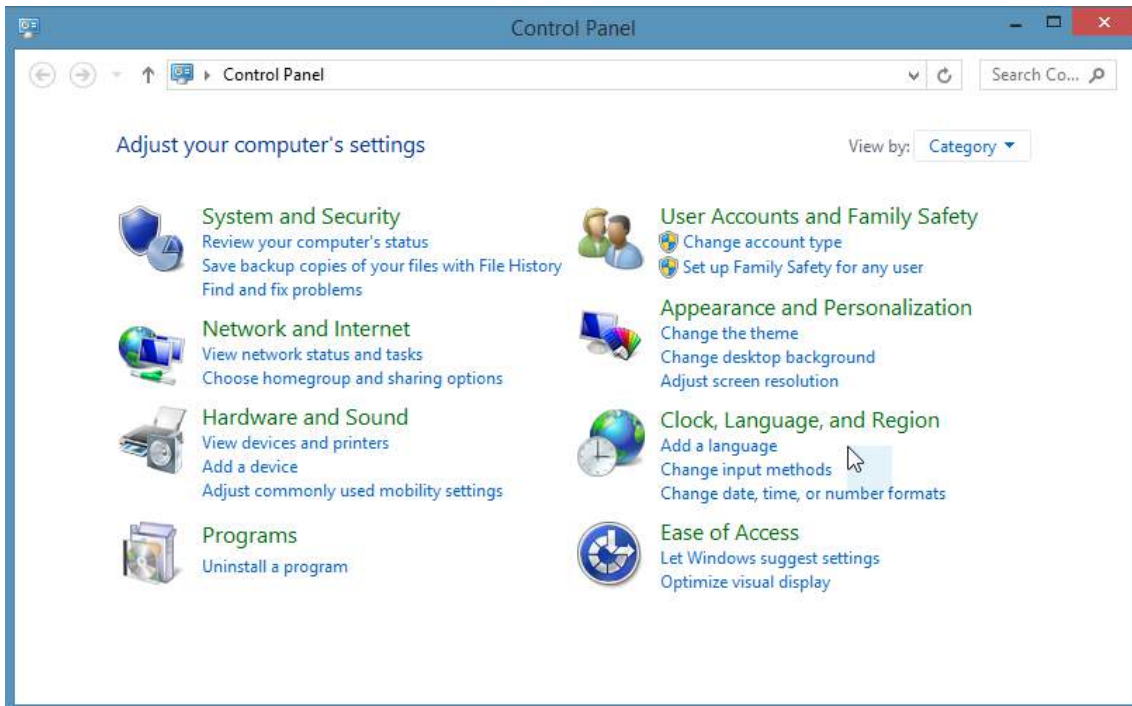 Control Panel
Control Panel
Search Co...
Adjust your computer's settings
View by: Category
System and Security
Review your computer's status
Save backup copies of your files with File History
Find and fix problems
Network and Internet
View network status and tasks
Choose homegroup and sharing options
Hardware and Sound
View devices and printers
Add a device
Adjust commonly used mobility settings
Programs
Uninstall a program
User Accounts and Family Safety
Change account type
Set up Family Safety for any user
Appearance and Personalization
Change the theme
Change desktop background
Adjust screen resolution
Clock, Language, and Region
Add a language
Change input methods
Change date, time, or number formats
Ease of Access
Let Windows suggest settings
Optimize visual display